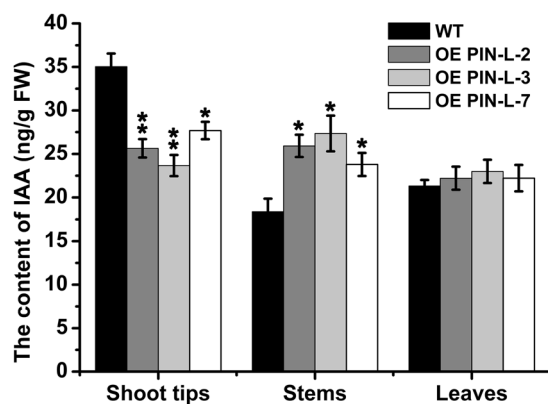 The content of IAA (ng/g FW)
40
35
30
25
20
15
10
5
0
WT
OE PIN-L-2
OE PIN-L-3
OE PIN-L-7
**
**
*
*
*
*
Shoot tips
Stems
Leaves